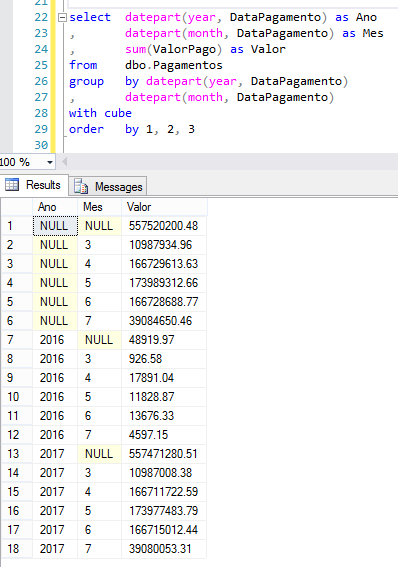 21
22 select datepart(year, DataPagamento) as Ano
23 , datepart(month, DataPagamento) as Mes
24 , sum(ValorPago) as Valor
25 from dbo.Pagamentos
26 group by datepart(year, DataPagamento)
27 , datepart(month, DataPagamento)
28 with cube
29 order by 1, 2, 3
30
100 %
Results Messages
Ano Mes Valor
1 NULL NULL 557520200.48
2 NULL 3 10987934.96
3 NULL 4 166729613.63
4 NULL 5 173989312.66
5 NULL 6 166728688.77
6 NULL 7 39084650.46
7 2016 NULL 48919.97
8 2016 3 926.58
9 2016 4 17891.04
10 2016 5 11828.87
11 2016 6 13676.33
12 2016 7 4597.15
13 2017 NULL 557471280.51
14 2017 3 10987008.38
15 2017 4 166711722.59
16 2017 5 173977483.79
17 2017 6 166715012.44
18 2017 7 39080053.31